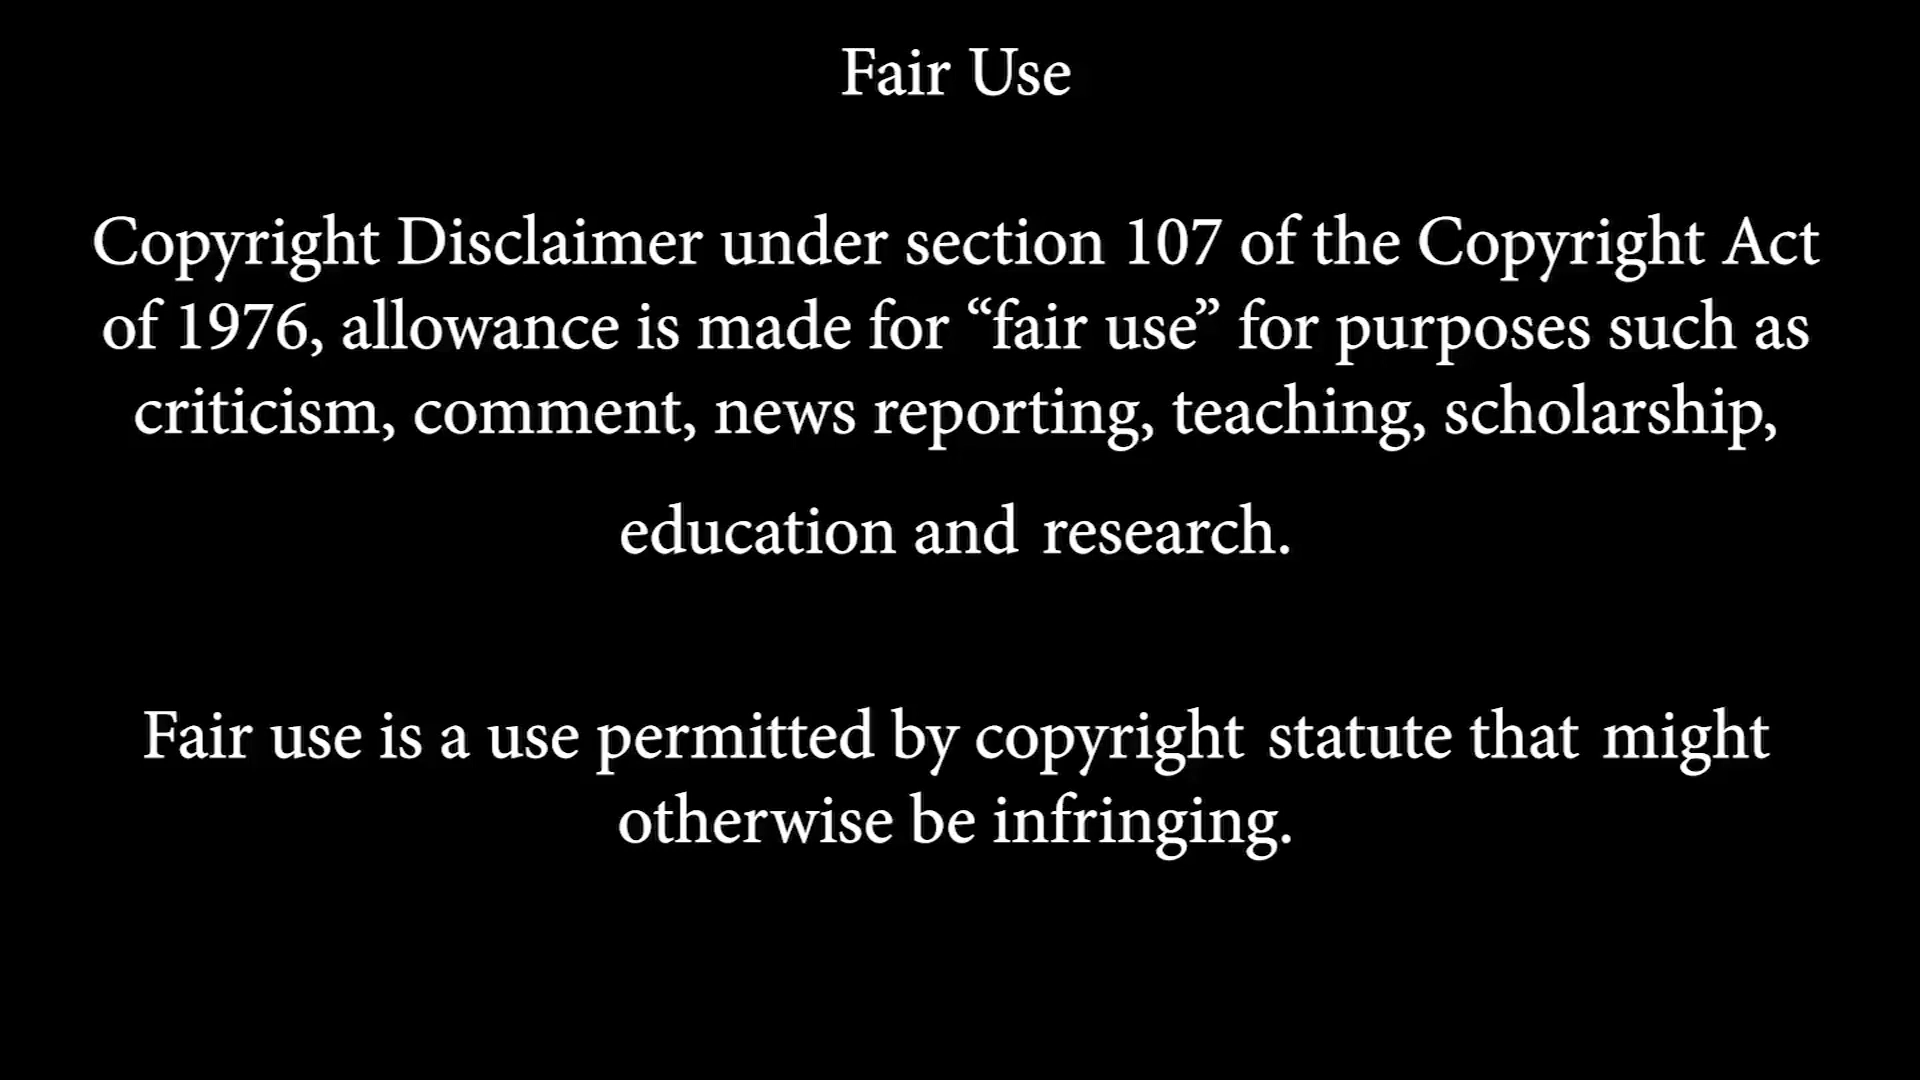 Fair Use
Copyright Disclaimer under section 107 of the Copyright Act
of 1976, allowance is made for “fair use” for purposes such as
criticism, comment, news reporting, teaching, scholarship,
education and research.
Fair use is a use permitted by copyright statute that might
otherwise be infringing.